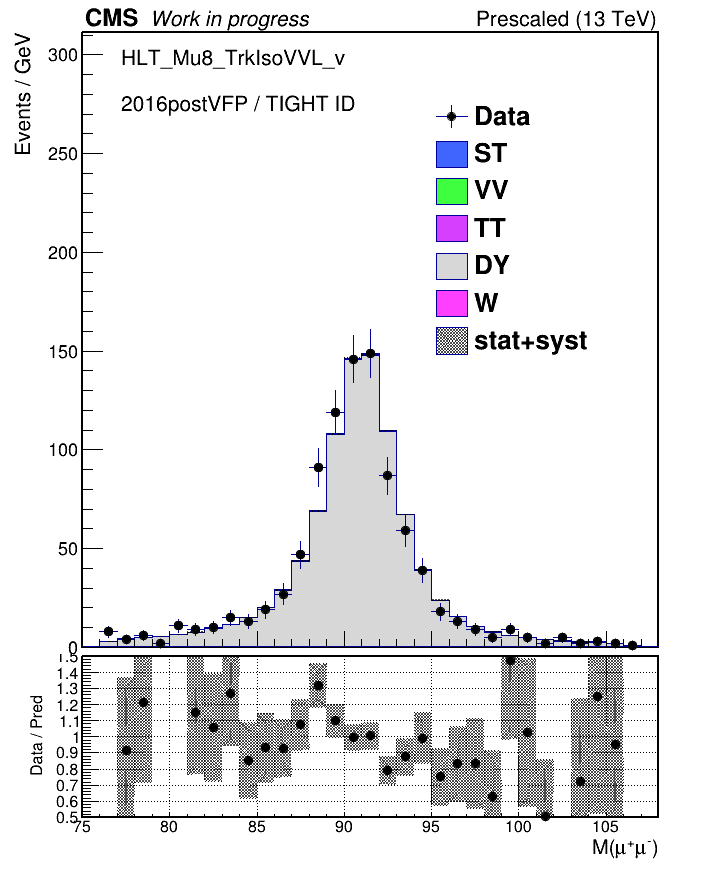 CMS Work in progress Prescaled (13 TeV)
Events / GeV
HLT_Mu8_TrkIsoVVL_v
2016postVFP / TIGHT ID
Data
ST
VV
TT
DY
W
stat+syst
300
250
200
150
100
50
0
Data / Pred
1.5
1.4
1.3
1.2
1.1
1
0.9
0.8
0.7
0.6
0.5
75 80 85 90 95 100 105
M(μ⁺μ⁻)